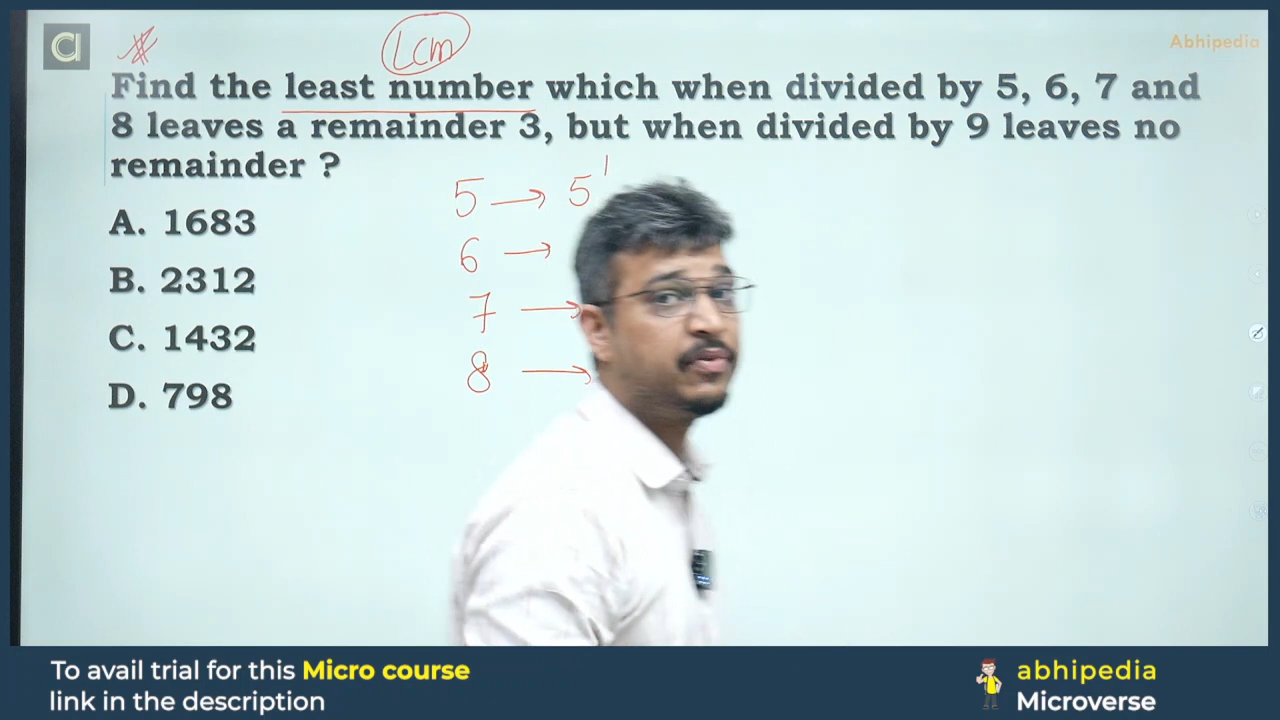 Lcm
Abhipedia
Find the least number which when divided by 5, 6, 7 and
8 leaves a remainder 3, but when divided by 9 leaves no
remainder ?
A. 1683
B. 2312
C. 1432
D. 798
5 → 5¹
6 →
7 →
8 →
To avail trial for this Micro course
link in the description
abhipedia
Microverse